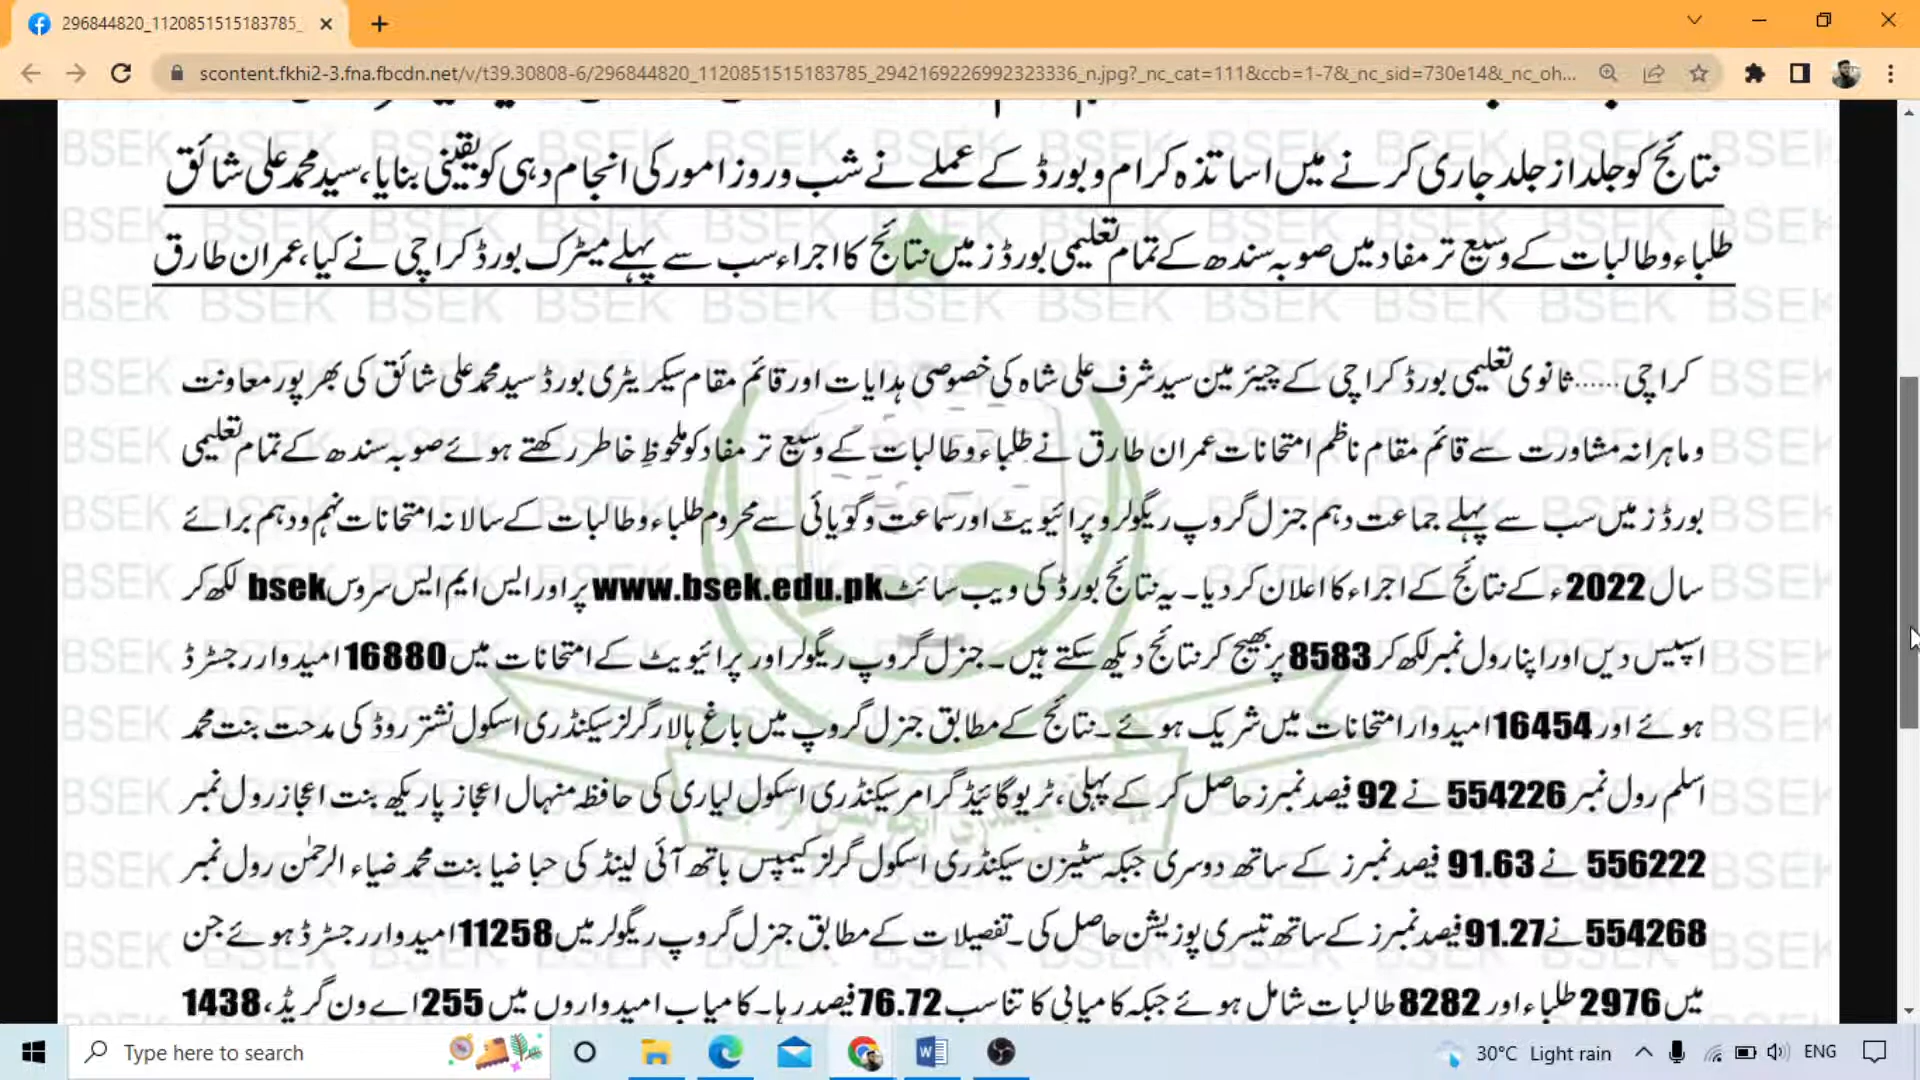 296844820_1120851515183785_
scontent.fkhi2-3.fna.fbcdn.net/v/t39.30808-6/296844820_1120851515183785_2942169226992323336_n.jpg?_nc_cat=111&ccb=1-7&_nc_sid=730e14&_nc_oh...
نتائج کو جلد از جلد جاری کرنے میں اساتذہ کرام و بورڈ کے عملے نے شب و روز امور کی انجام دہی کو یقینی بنایا، سید محمد علی شائق
طلباء و طالبات کے وسیع تر مفاد میں صوبہ سندھ کے تمام تعلیمی بورڈز میں نتائج کا اجراء سب سے پہلے میٹرک بورڈ کراچی نے کیا، عمران طارق
کراچی...... ثانوی تعلیمی بورڈ کراچی کے چیئرمین سید شرف علی شاہ کی خصوصی ہدایات اور قائم مقام سیکریٹری بورڈ سید محمد علی شائق کی بھرپور معاونت
و ماہرانہ مشاورت سے قائم مقام ناظم امتحانات عمران طارق نے طلباء و طالبات کے وسیع تر مفاد کو ملحوظِ خاطر رکھتے ہوئے صوبہ سندھ کے تمام تعلیمی
بورڈز میں سب سے پہلے جماعت دہم جنرل گروپ ریگولر و پرائیویٹ اور سماعت و گویائی سے محروم طلباء و طالبات کے سالانہ امتحانات نہم و دہم برائے
سال 2022ء کے نتائج کے اجراء کا اعلان کر دیا۔ یہ نتائج بورڈ کی ویب سائٹ www.bsek.edu.pk پر اور ایس ایم ایس سروس bsek لکھ کر
اسپیس دیں اور اپنا رول نمبر لکھ کر 8583 پر بھیج کر نتائج دیکھ سکتے ہیں۔ جنرل گروپ ریگولر اور پرائیویٹ کے امتحانات میں 16880 امیدوار رجسٹرڈ
ہوئے اور 16454 امیدوار امتحانات میں شریک ہوئے۔ نتائج کے مطابق جنرل گروپ میں باغِ ہالار گرلز سیکنڈری اسکول نشتر روڈ کی مدحت بنت محمد
اسلم رول نمبر 554226 نے 92 فیصد نمبرز حاصل کر کے پہلی، ٹریو گائیڈ گرامر سیکنڈری اسکول لیاری کی حافظہ منہال اعجاز پاریکھ بنت اعجاز رول نمبر
556222 نے 91.63 فیصد نمبرز کے ساتھ دوسری جبکہ سٹیزن سیکنڈری اسکول گرلز کیمپس باتھ آئی لینڈ کی حبا ضیا بنت محمد ضیاء الرحمٰن رول نمبر
554268 نے 91.27 فیصد نمبرز کے ساتھ تیسری پوزیشن حاصل کی۔ تفصیلات کے مطابق جنرل گروپ ریگولر میں 11258 امیدوار رجسٹرڈ ہوئے جن
میں 2976 طلباء اور 8282 طالبات شامل ہوئے جبکہ کامیابی کا تناسب 76.72 فیصد رہا۔ کامیاب امیدواروں میں 255 اے ون گریڈ، 1438
Type here to search
30°C Light rain
ENG